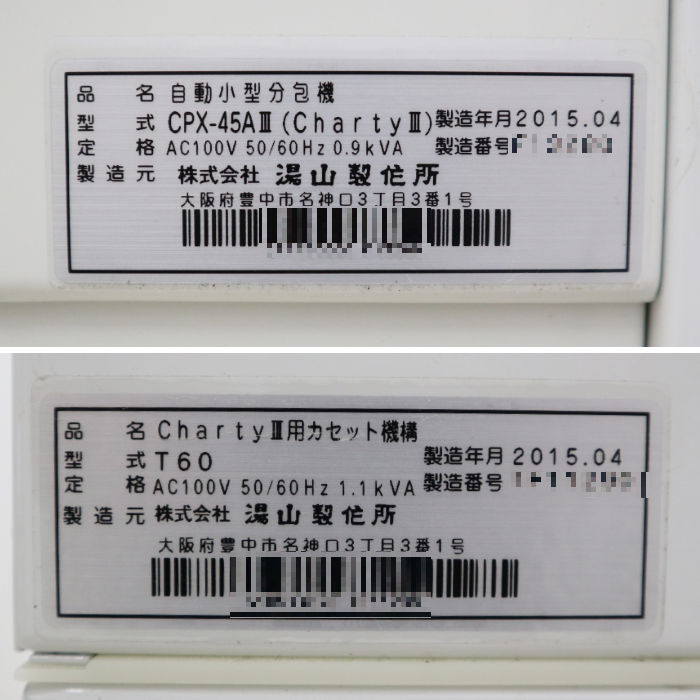 品名 自動小型分包機
型式 CPX-45AⅢ(ChartyⅢ) 製造年月 2015.04
定格 AC100V 50/60Hz 0.9kVA 製造番号
製造元 株式会社 湯山製作所
大阪府豊中市名神口3丁目3番1号
品名 ChartyⅢ用カセット機構
型式 T60 製造年月 2015.04
定格 AC100V 50/60Hz 1.1kVA 製造番号
製造元 株式会社 湯山製作所
大阪府豊中市名神口3丁目3番1号